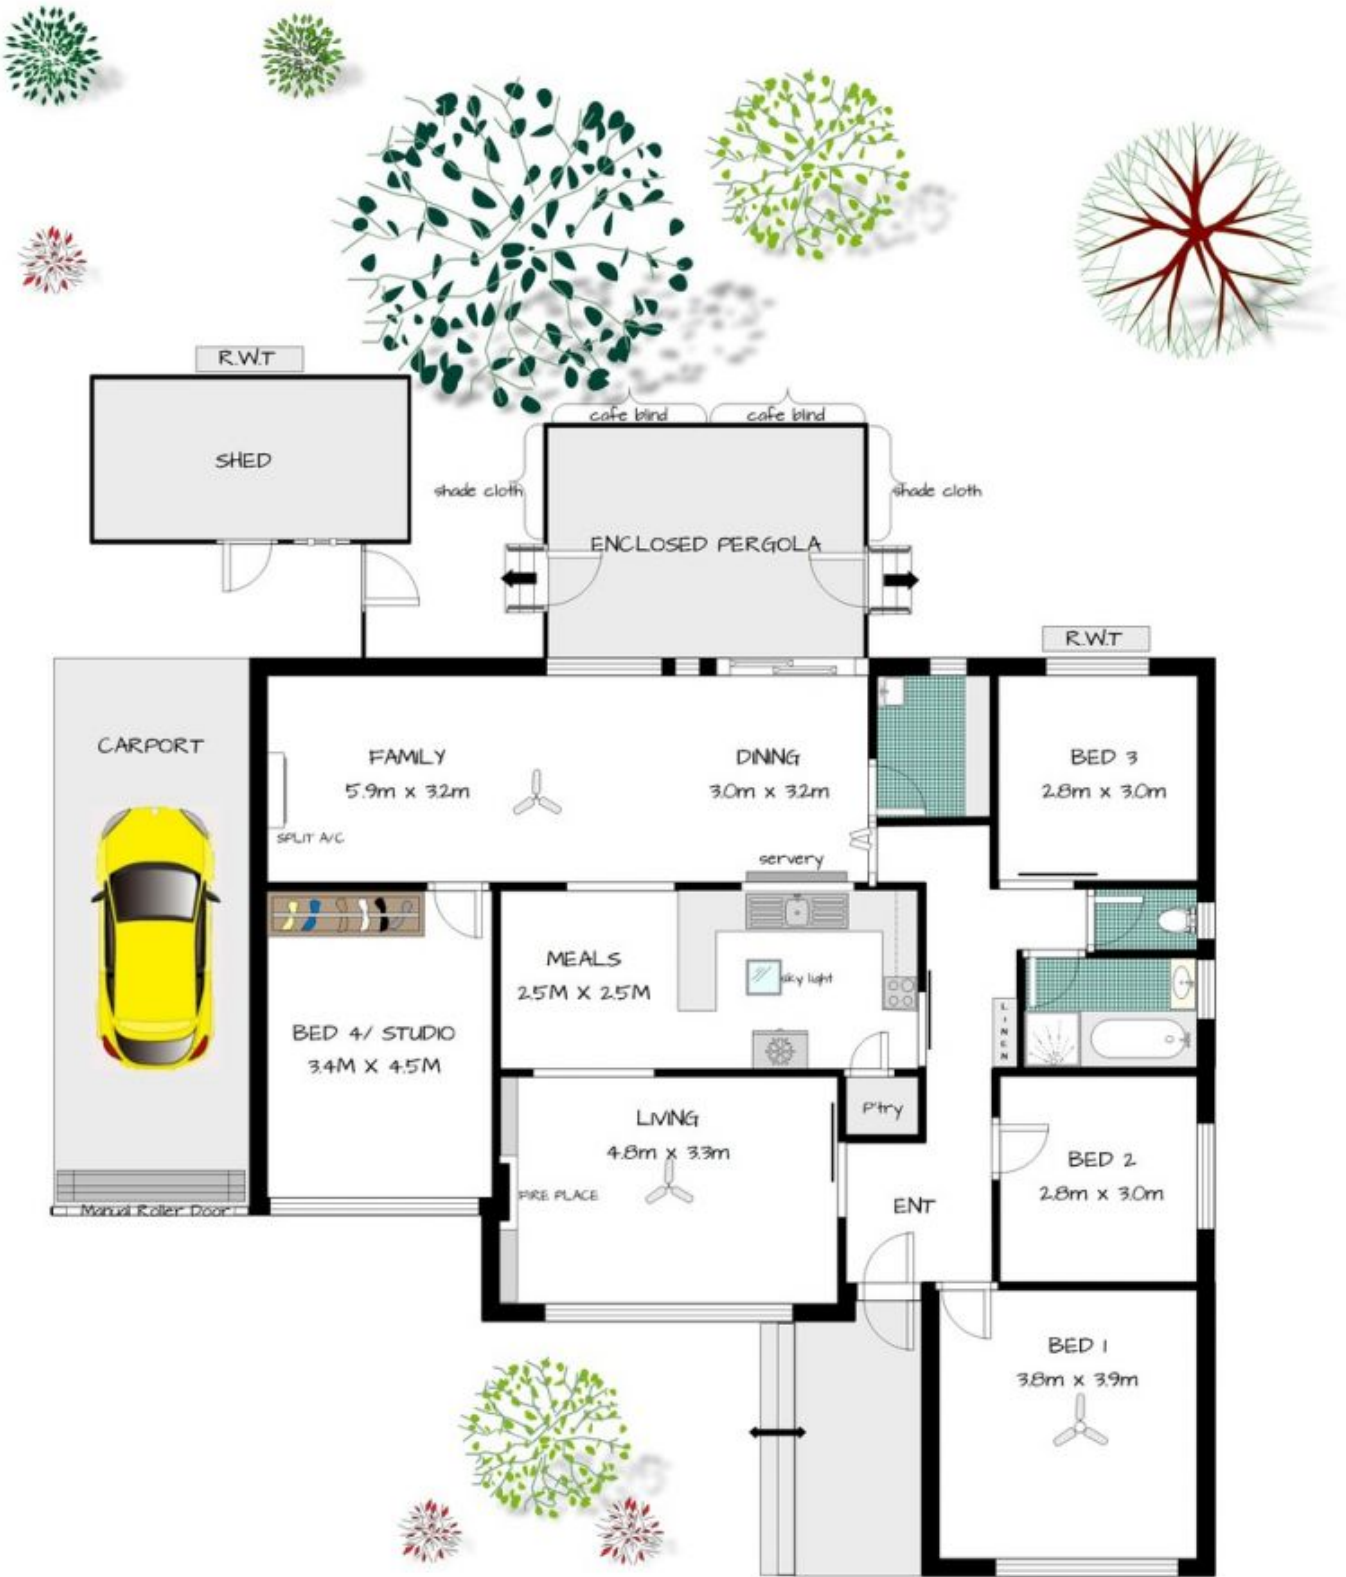 R.W.T
SHED
cafe blind
cafe blind
shade cloth
shade cloth
ENCLOSED PERGOLA
R.W.T
CARPORT
FAMILY
5.9m x 3.2m
SPLIT A/C
DINING
3.0m x 3.2m
servery
BED 3
2.8m x 3.0m
MEALS
2.5M X 2.5M
sky light
BED 4/ STUDIO
3.4M X 4.5M
LINEN
LIVING
4.8m x 3.3m
FIRE PLACE
P'try
ENT
BED 2
2.8m x 3.0m
Manual Roller Door
BED 1
3.8m x 3.9m